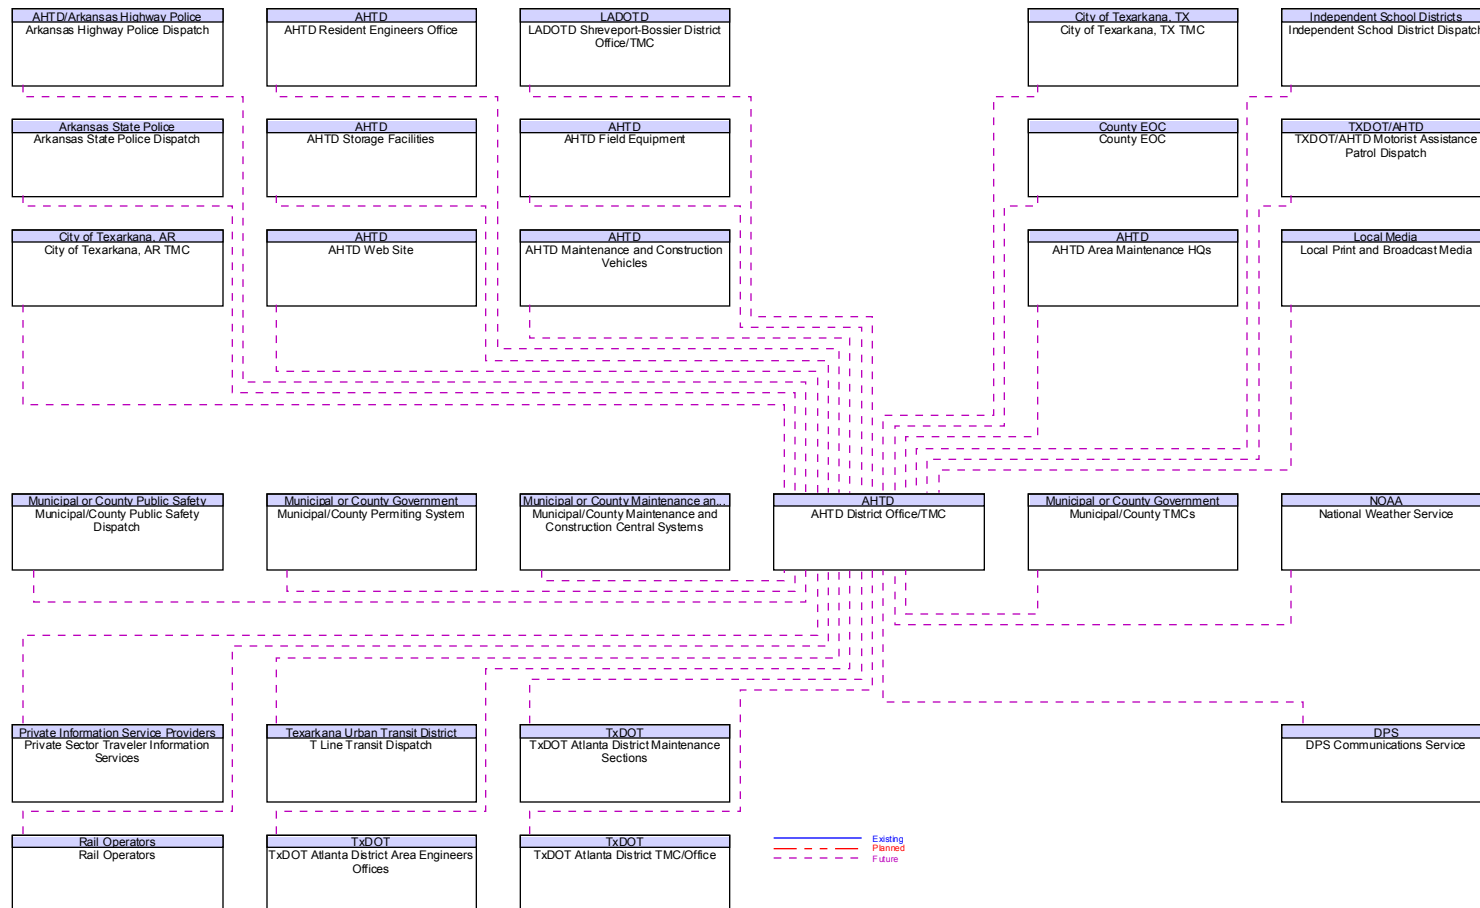 AHTD/Arkansas Highway Police
Arkansas Highway Police Dispatch
AHTD
AHTD Resident Engineers Office
LADOTD
LADOTD Shreveport-Bossier District
Office/TMC
City of Texarkana, TX
City of Texarkana, TX TMC
Independent School Districts
Independent School District Dispatch
Arkansas State Police
Arkansas State Police Dispatch
AHTD
AHTD Storage Facilities
AHTD
AHTD Field Equipment
County EOC
County EOC
TXDOT/AHTD
TXDOT/AHTD Motorist Assistance
Patrol Dispatch
City of Texarkana, AR
City of Texarkana, AR TMC
AHTD
AHTD Web Site
AHTD
AHTD Maintenance and Construction
Vehicles
AHTD
AHTD Area Maintenance HQs
Local Media
Local Print and Broadcast Media
Municipal or County Public Safety
Municipal/County Public Safety
Dispatch
Municipal or County Government
Municipal/County Permiting System
Municipal or County Maintenance an...
Municipal/County Maintenance and
Construction Central Systems
AHTD
AHTD District Office/TMC
Municipal or County Government
Municipal/County TMCs
NOAA
National Weather Service
Private Information Service Providers
Private Sector Traveler Information
Services
Texarkana Urban Transit District
T Line Transit Dispatch
TxDOT
TxDOT Atlanta District Maintenance
Sections
DPS
DPS Communications Service
Rail Operators
Rail Operators
TxDOT
TxDOT Atlanta District Area Engineers
Offices
TxDOT
TxDOT Atlanta District TMC/Office
Existing
Planned
Future